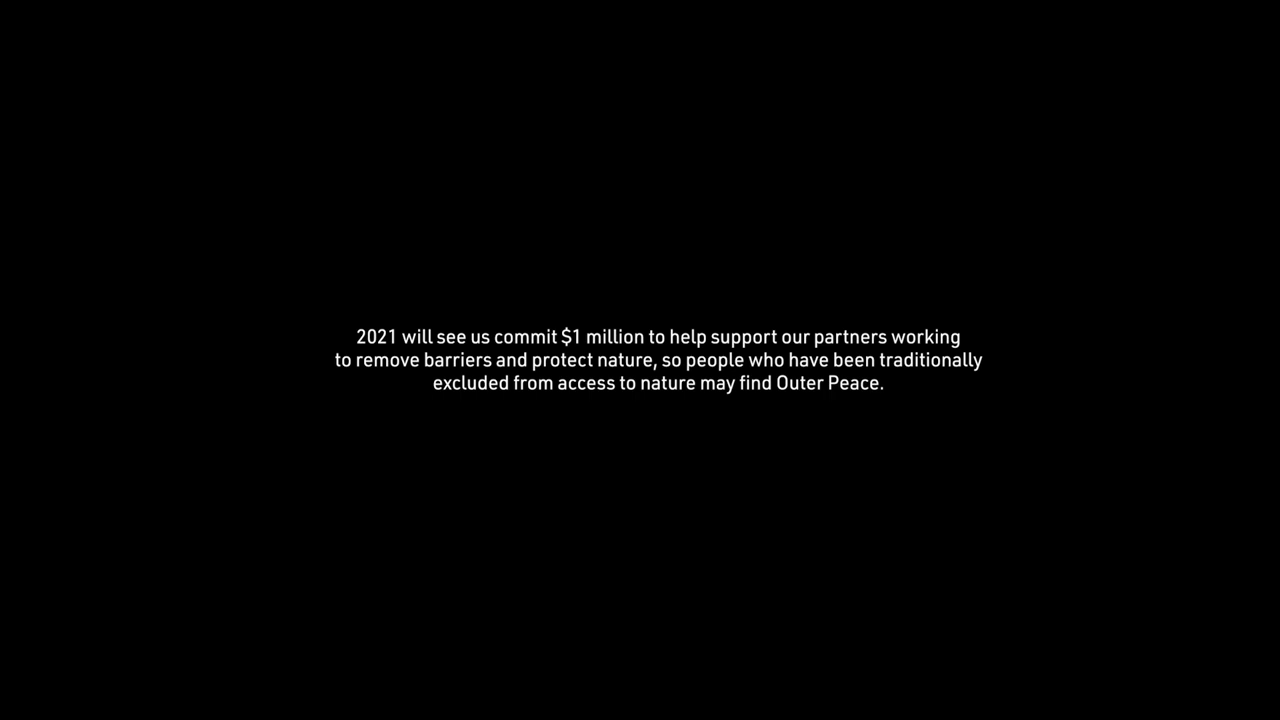 2021 will see us commit $1 million to help support our partners working
to remove barriers and protect nature, so people who have been traditionally
excluded from access to nature may find Outer Peace.